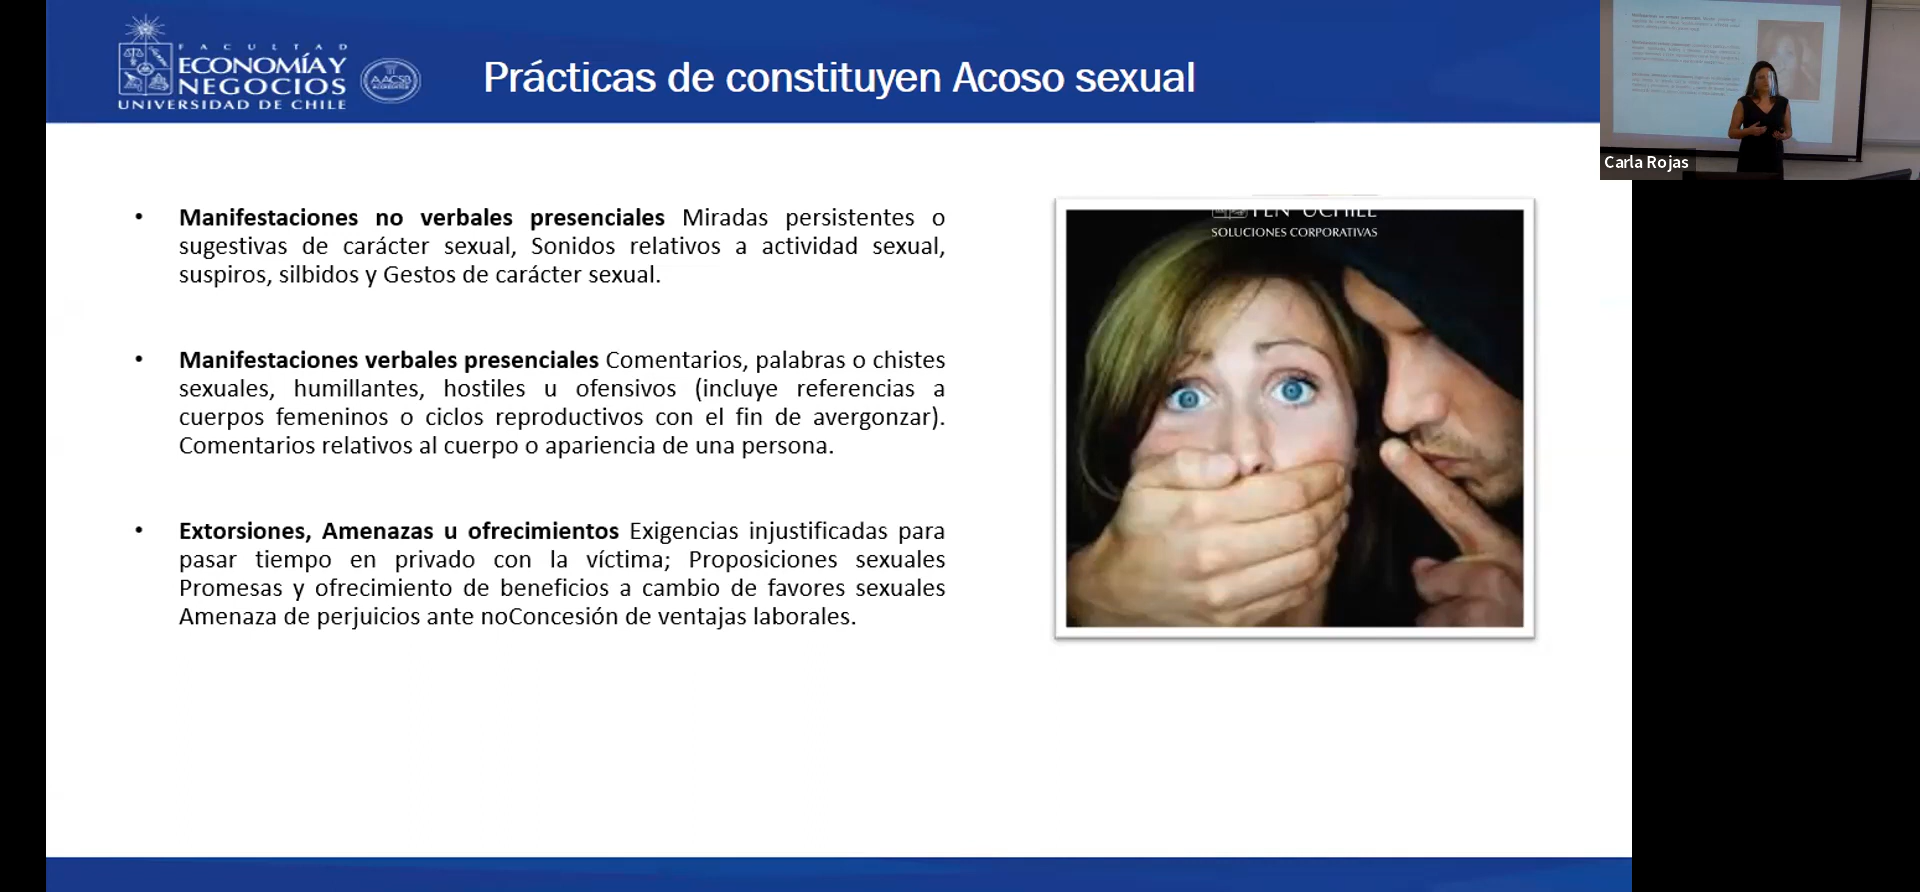 FACULTAD
ECONOMÍA Y
NEGOCIOS
UNIVERSIDAD DE CHILE
AACSB
ACCREDITED
Prácticas de constituyen Acoso sexual
Carla Rojas
• Manifestaciones no verbales presenciales Miradas persistentes o
sugestivas de carácter sexual, Sonidos relativos a actividad sexual,
suspiros, silbidos y Gestos de carácter sexual.
• Manifestaciones verbales presenciales Comentarios, palabras o chistes
sexuales, humillantes, hostiles u ofensivos (incluye referencias a
cuerpos femeninos o ciclos reproductivos con el fin de avergonzar).
Comentarios relativos al cuerpo o apariencia de una persona.
• Extorsiones, Amenazas u ofrecimientos Exigencias injustificadas para
pasar tiempo en privado con la víctima; Proposiciones sexuales
Promesas y ofrecimiento de beneficios a cambio de favores sexuales
Amenaza de perjuicios ante noConcesión de ventajas laborales.
FEN UCHILE
SOLUCIONES CORPORATIVAS